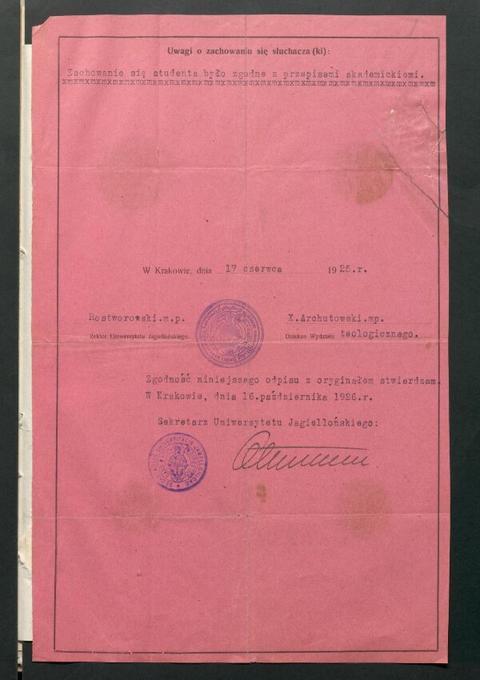 Uwagi o zachowaniu się słuchacza (ki):
Zachowanie się studenta było zgodne z przepisami akademickiemi.
W Krakowie, dnia 17 czerwca 1926.r.
Rostworowski.m.p. X.Archutowski.mp.
Rektor Uniwersytetu Jagiellońskiego. Dziekan Wydziału teologicznego.
Zgodność niniejszego odpisu z oryginałem stwierdzam.
W Krakowie, dnia 16.października 1926.r.
Sekretarz Uniwersytetu Jagiellońskiego: